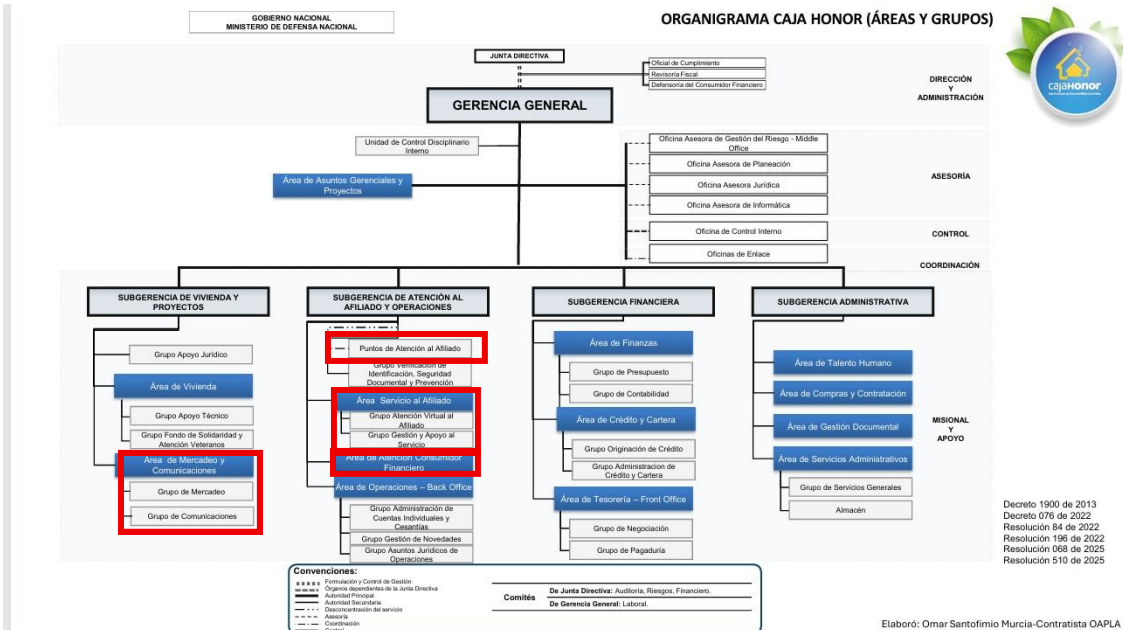 GOBIERNO NACIONAL
MINISTERIO DE DEFENSA NACIONAL
ORGANIGRAMA CAJA HONOR (ÁREAS Y GRUPOS)
cajaHonor
JUNTA DIRECTIVA
Oficial de Cumplimiento
Revisoria Fiscal
Defensoría del Consumidor Financiero
DIRECCIÓN
Y
ADMINISTRACIÓN
GERENCIA GENERAL
Unidad de Control Disciplinario
Interno
Área de Asuntos Gerenciales y
Proyectos
Oficina Asesora de Gestión del Riesgo - Middle
Office
Oficina Asesora de Planeación
Oficina Asesora Jurídica
Oficina Asesora de Informática
ASESORÍA
Oficina de Control Interno
CONTROL
Oficinas de Enlace
COORDINACIÓN
SUBGERENCIA DE VIVIENDA Y
PROYECTOS
Grupo Apoyo Jurídico
Área de Vivienda
Grupo Apoyo Técnico
Grupo Fondo de Solidaridad y
Atención Veteranos
Área de Mercadeo y
Comunicaciones
Grupo de Mercadeo
Grupo de Comunicaciones
SUBGERENCIA DE ATENCIÓN AL
AFILIADO Y OPERACIONES
Puntos de Atención al Afiliado
Grupo Verificación de
Identificación, Seguridad
Documental y Prevención
Área Servicio al Afiliado
Grupo Atención Virtual al
Afiliado
Grupo Gestión y Apoyo al
Servicio
Área de Atención Consumidor
Financiero
Área de Operaciones – Back Office
Grupo Administración de
Cuentas Individuales y
Cesantías
Grupo Gestión de Novedades
Grupo Asuntos Jurídicos de
Operaciones
SUBGERENCIA FINANCIERA
Área de Finanzas
Grupo de Presupuesto
Grupo de Contabilidad
Área de Crédito y Cartera
Grupo Originación de Crédito
Grupo Administracion de
Crédito y Cartera
Área de Tesorería – Front Office
Grupo de Negociación
Grupo de Pagaduría
SUBGERENCIA ADMINISTRATIVA
Área de Talento Humano
Área de Compras y Contratación
Área de Gestión Documental
Área de Servicios Administrativos
Grupo de Servicios Generales
Almacén
MISIONAL
Y
APOYO
Decreto 1900 de 2013
Decreto 076 de 2022
Resolución 84 de 2022
Resolución 196 de 2022
Resolución 068 de 2025
Resolución 510 de 2025
Convenciones:
Formulación y Control de Gestión
Órganos dependientes de la Junta Directiva
Autoridad Principal
Autoridad Secundaria
Desconcentración del servicio
Asesoría
Coordinación
Control
Comités
De Junta Directiva: Auditoría, Riesgos, Financiero.
De Gerencia General: Laboral.
Elaboró: Omar Santofimio Murcia-Contratista OAPLA